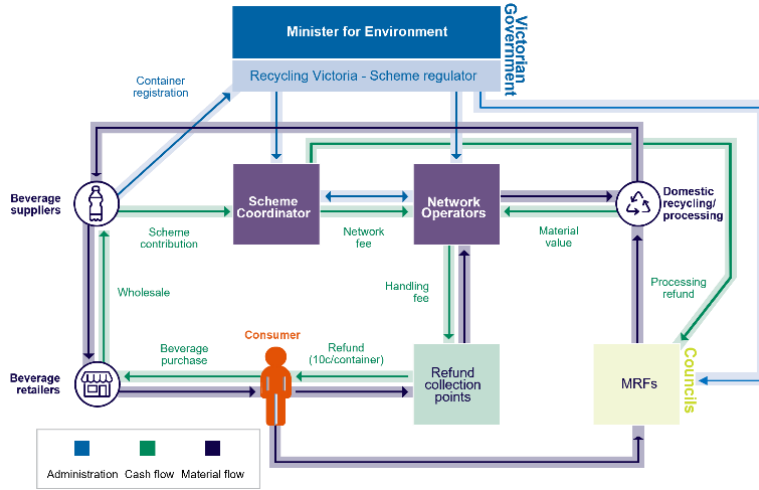 Minister for Environment
Victorian
Government
Recycling Victoria - Scheme regulator
Container
registration
Beverage
suppliers
Scheme
Coordinator
Network
Operators
Domestic
recycling/
processing
Scheme
contribution
Network
fee
Material
value
Wholesale
Handling
fee
Processing
refund
Consumer
Beverage
purchase
Refund
(10c/container)
Beverage
retailers
Refund
collection
points
MRFs
Councils
Administration
Cash flow
Material flow